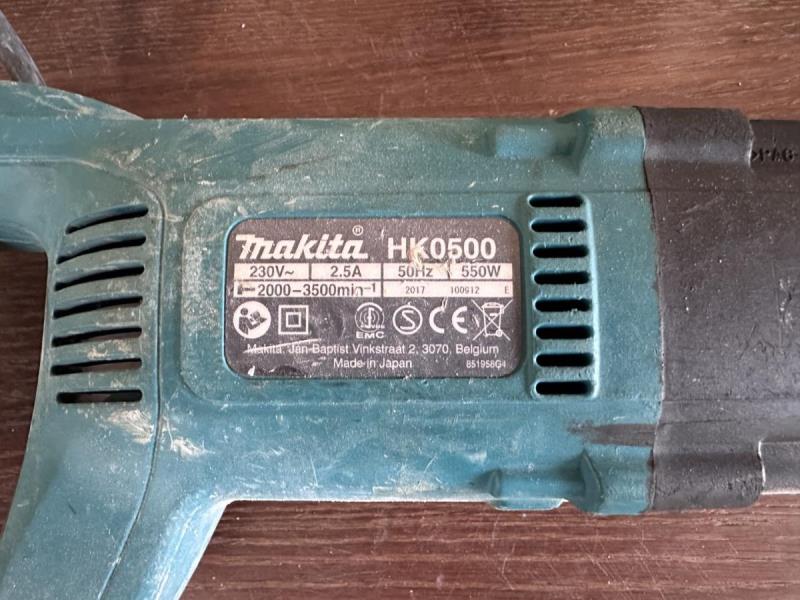 makita® HK0500
230V~ 2.5A 50Hz 550W
2000-3500min⁻¹ 2017 100912 E
EMC S CE
Makita. Jan-Baptist Vinkstraat 2, 3070, Belgium
Made in Japan 851958G4